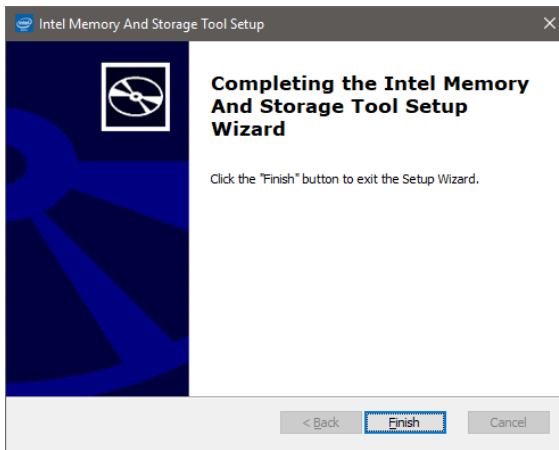 Intel Memory And Storage Tool Setup
Completing the Intel Memory
And Storage Tool Setup
Wizard
Click the "Finish" button to exit the Setup Wizard.
< Back
Finish
Cancel